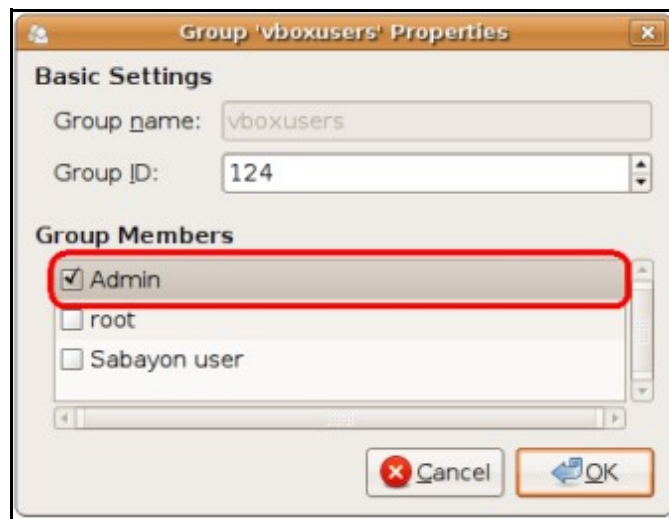 Group 'vboxusers' Properties
Basic Settings
Group name: vboxusers
Group ID: 124
Group Members
Admin
root
Sabayon user
Cancel OK